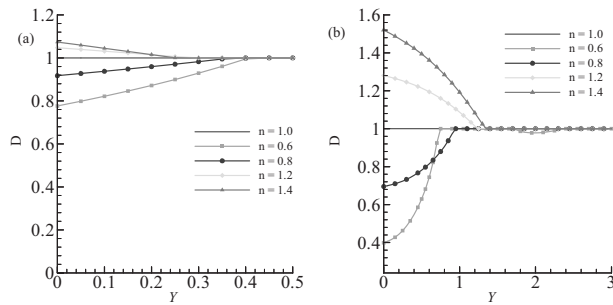 (a)
1.2
1
0.8
0.6
0.4
0.2
0
D
n = 1.0
n = 0.6
n = 0.8
n = 1.2
n = 1.4
0 0.1 0.2 0.3 0.4 0.5
Y
(b)
1.6
1.4
1.2
1
0.8
0.6
0.4
D
n = 1.0
n = 0.6
n = 0.8
n = 1.2
n = 1.4
0 1 2 3
Y